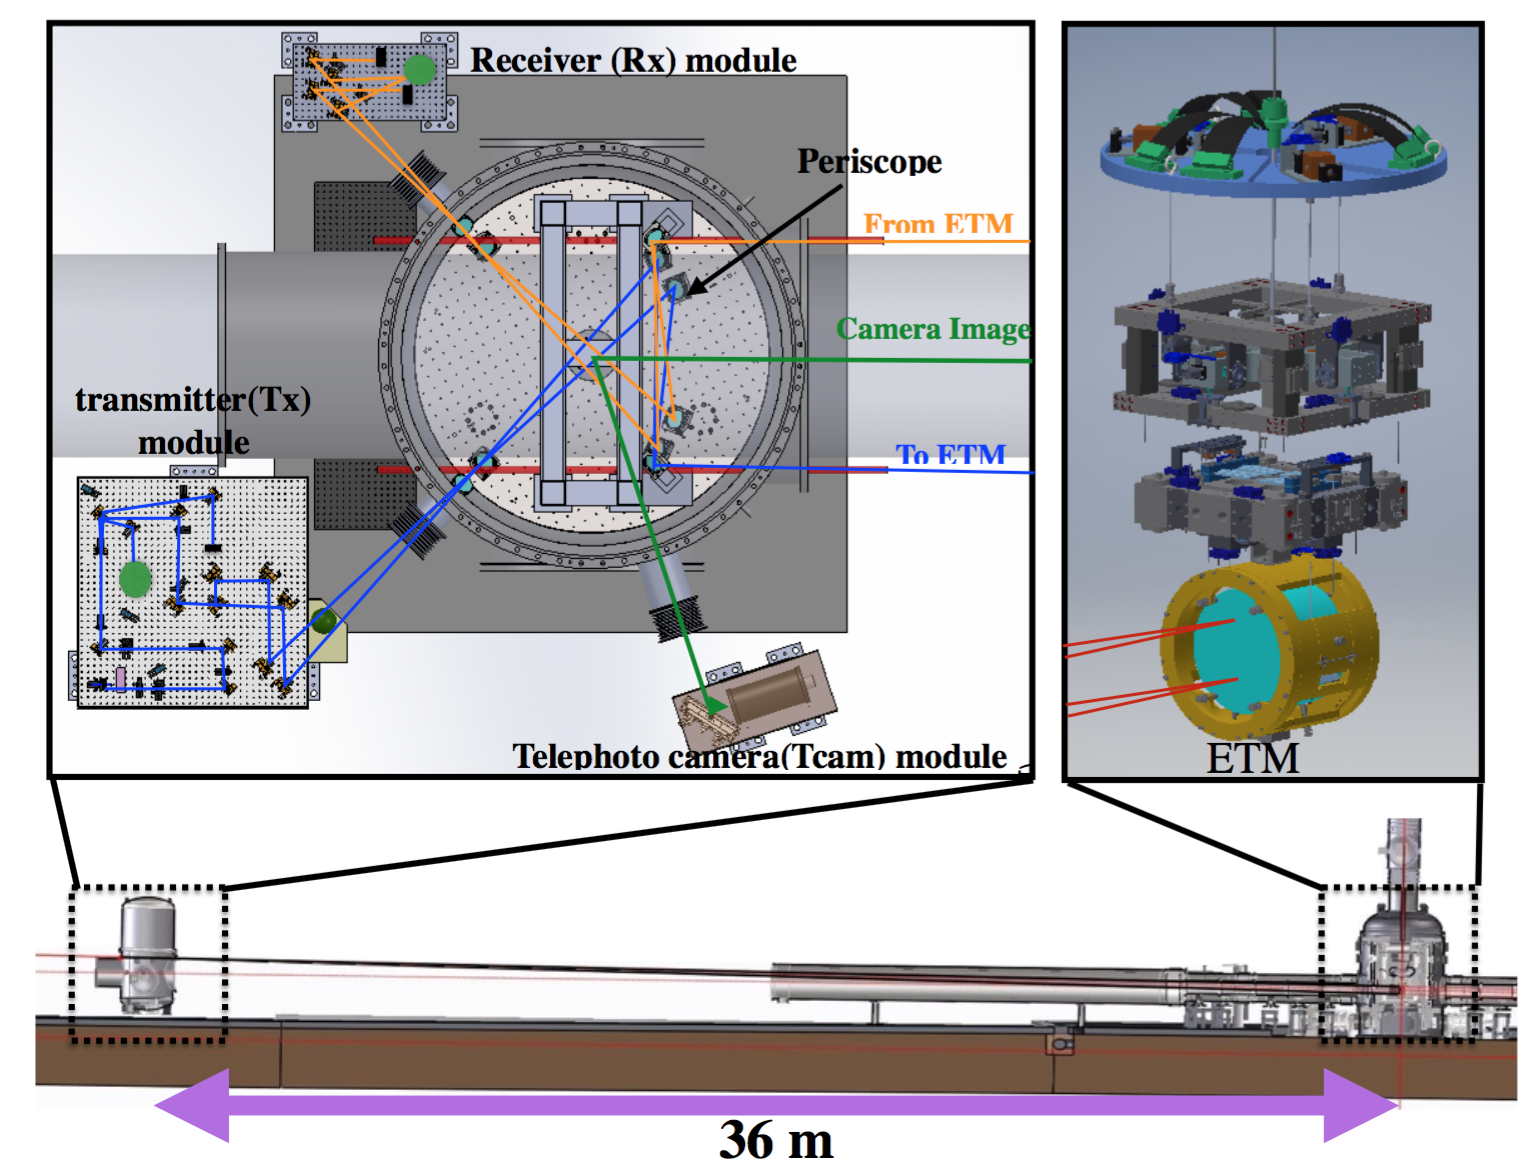 Receiver (Rx) module
Periscope
From ETM
Camera Image
transmitter(Tx)
module
To ETM
Telephoto camera(Tcam) module
ETM
36 m